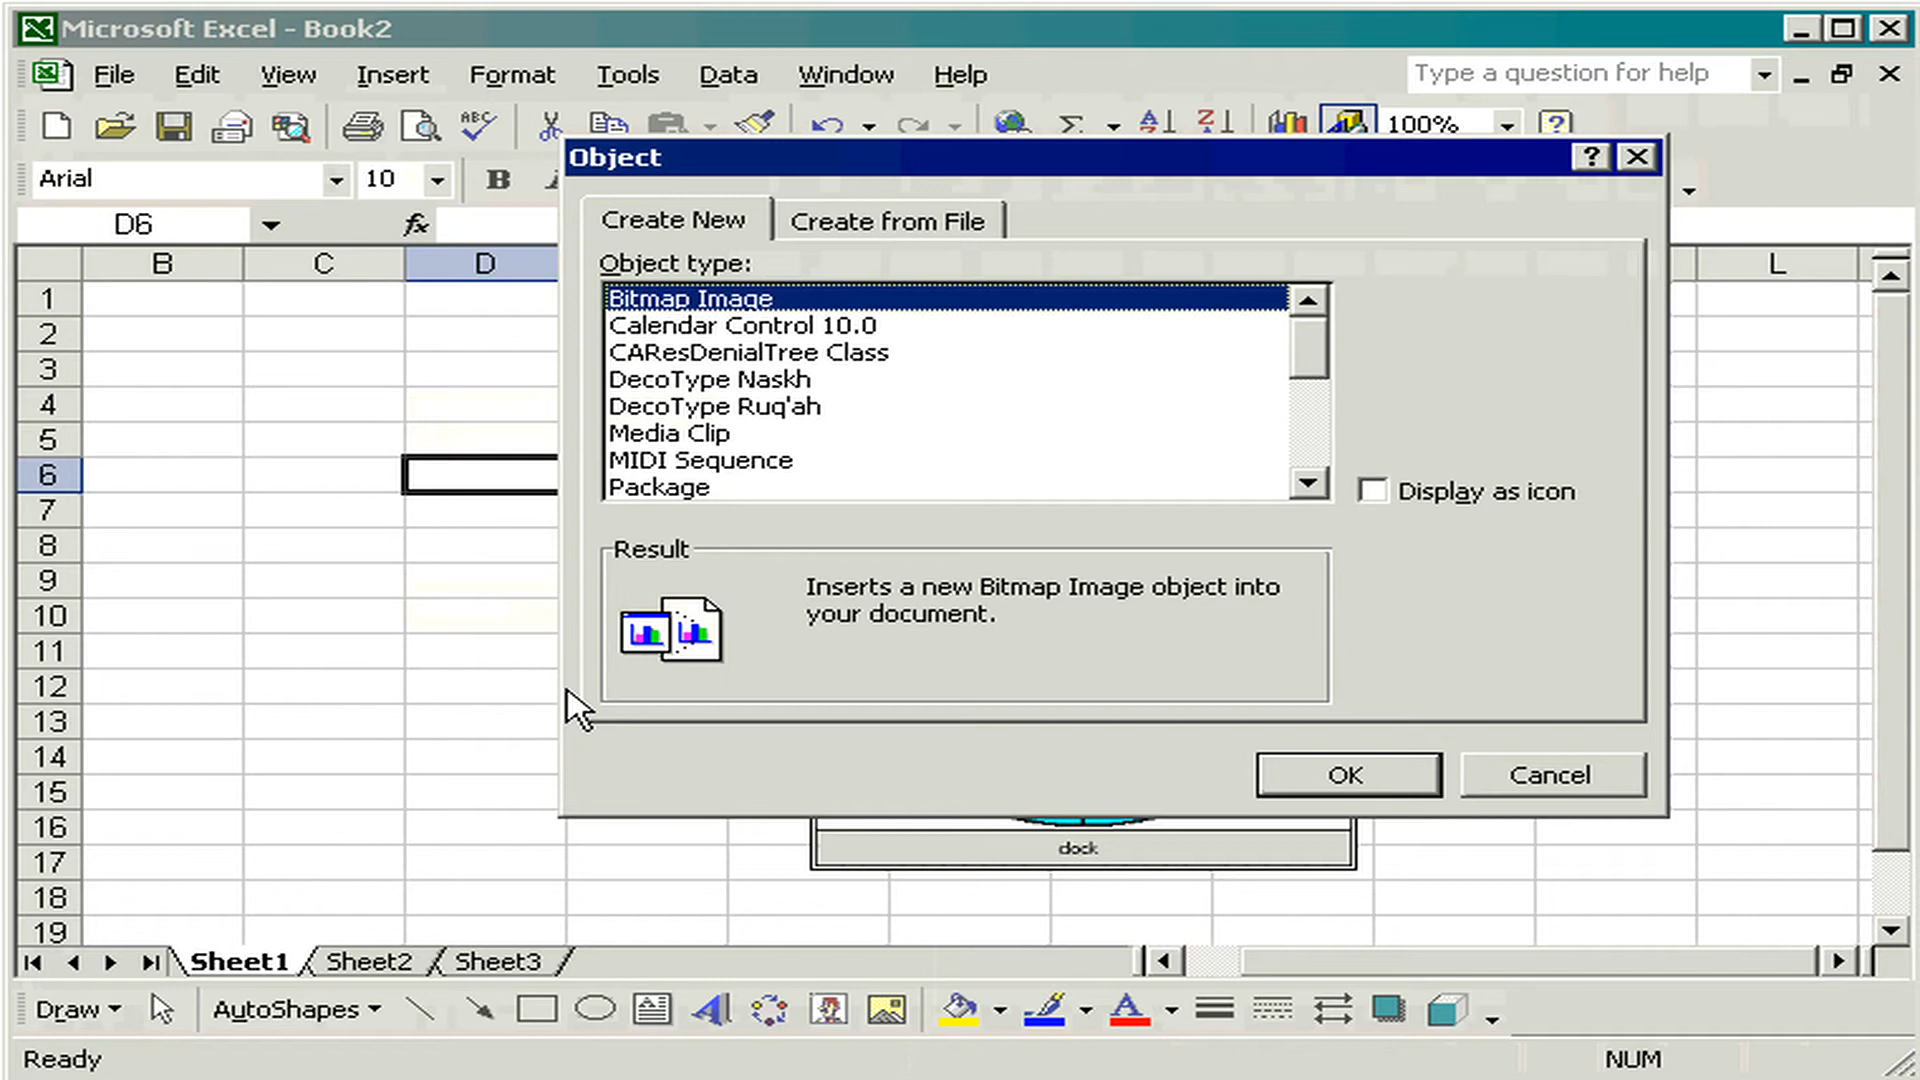 Microsoft Excel - Book2
File Edit View Insert Format Tools Data Window Help
Type a question for help
ABC
Σ
A
Z
Z
A
100%
?
Arial
10
B
Object
?
D6
fx
Create New
Create from File
B C D L
Object type:
Bitmap Image
Calendar Control 10.0
CAResDenialTree Class
DecoType Naskh
DecoType Ruq'ah
Media Clip
MIDI Sequence
Package
Display as icon
Result
Inserts a new Bitmap Image object into
your document.
OK
Cancel
1
2
3
4
5
6
7
8
9
10
11
12
13
14
15
16
17
18
19
clock
Sheet1 Sheet2 Sheet3
Draw
AutoShapes
A
A
A
Ready
NUM